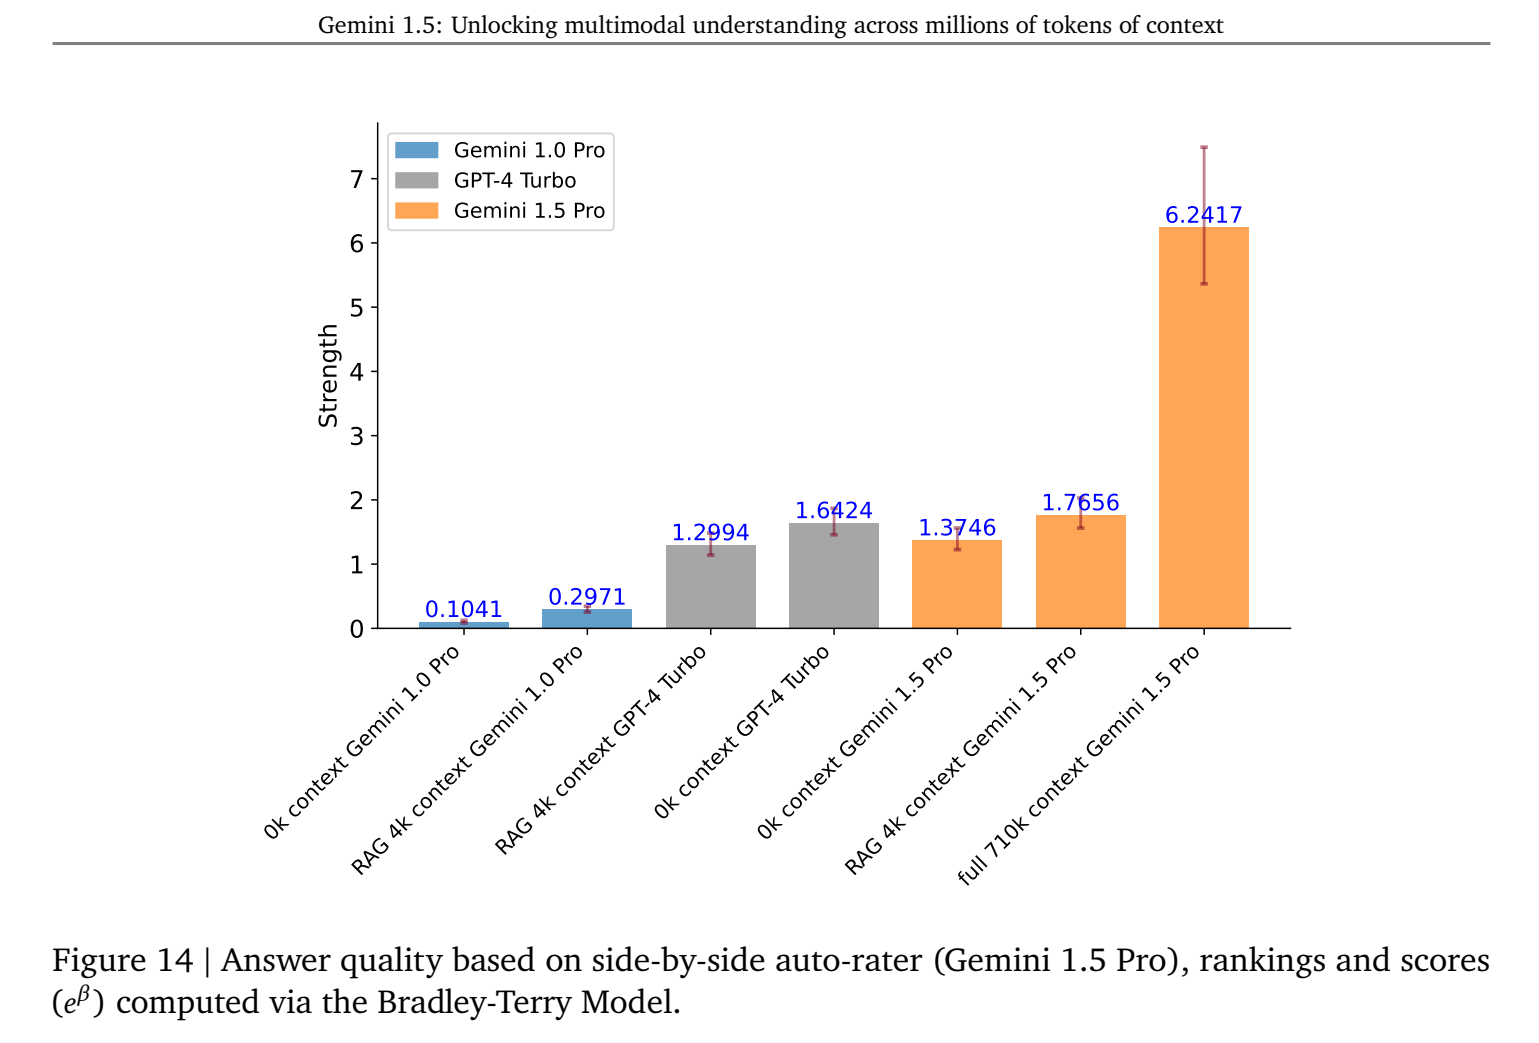 Gemini 1.5: Unlocking multimodal understanding across millions of tokens of context
Gemini 1.0 Pro
GPT-4 Turbo
Gemini 1.5 Pro
Strength
7
6
5
4
3
2
1
0
0.1041
0.2971
1.2994
1.6424
1.3746
1.7656
6.2417
0k context Gemini 1.0 Pro
RAG 4k context Gemini 1.0 Pro
RAG 4k context GPT-4 Turbo
0k context GPT-4 Turbo
0k context Gemini 1.5 Pro
RAG 4k context Gemini 1.5 Pro
full 710k context Gemini 1.5 Pro
Figure 14 | Answer quality based on side-by-side auto-rater (Gemini 1.5 Pro), rankings and scores
(e^β) computed via the Bradley-Terry Model.